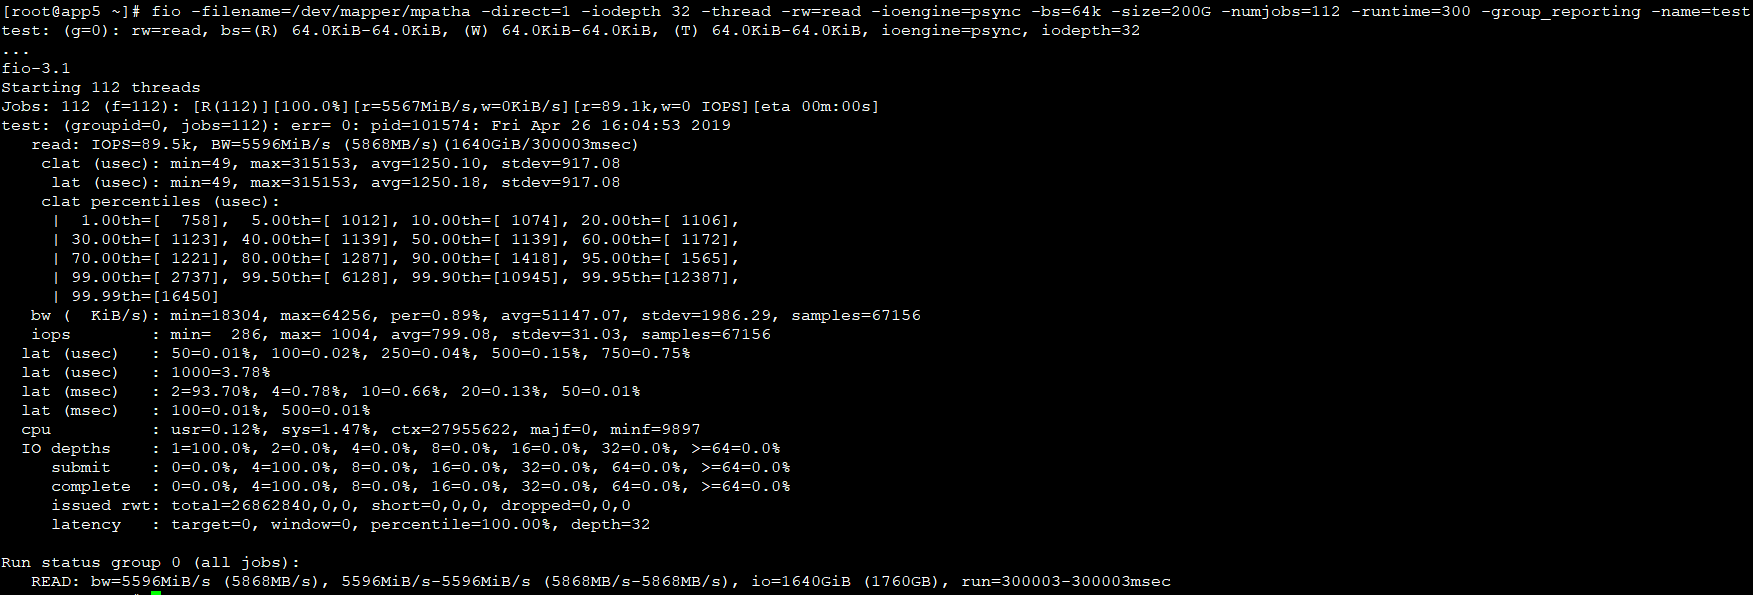 [root@app5 ~]# fio -filename=/dev/mapper/mpatha -direct=1 -iodepth 32 -thread -rw=read -ioengine=psync -bs=64k -size=200G -numjobs=112 -runtime=300 -group_reporting -name=test
test: (g=0): rw=read, bs=(R) 64.0KiB-64.0KiB, (W) 64.0KiB-64.0KiB, (T) 64.0KiB-64.0KiB, ioengine=psync, iodepth=32
...
fio-3.1
Starting 112 threads
Jobs: 112 (f=112): [R(112)][100.0%][r=5567MiB/s,w=0KiB/s][r=89.1k,w=0 IOPS][eta 00m:00s]
test: (groupid=0, jobs=112): err= 0: pid=101574: Fri Apr 26 16:04:53 2019
   read: IOPS=89.5k, BW=5596MiB/s (5868MB/s)(1640GiB/300003msec)
    clat (usec): min=49, max=315153, avg=1250.10, stdev=917.08
     lat (usec): min=49, max=315153, avg=1250.18, stdev=917.08
    clat percentiles (usec):
     |  1.00th=[  758],  5.00th=[ 1012], 10.00th=[ 1074], 20.00th=[ 1106],
     | 30.00th=[ 1123], 40.00th=[ 1139], 50.00th=[ 1139], 60.00th=[ 1172],
     | 70.00th=[ 1221], 80.00th=[ 1287], 90.00th=[ 1418], 95.00th=[ 1565],
     | 99.00th=[ 2737], 99.50th=[ 6128], 99.90th=[10945], 99.95th=[12387],
     | 99.99th=[16450]
   bw (  KiB/s): min=18304, max=64256, per=0.89%, avg=51147.07, stdev=1986.29, samples=67156
   iops        : min=  286, max= 1004, avg=799.08, stdev=31.03, samples=67156
  lat (usec)   : 50=0.01%, 100=0.02%, 250=0.04%, 500=0.15%, 750=0.75%
  lat (usec)   : 1000=3.78%
  lat (msec)   : 2=93.70%, 4=0.78%, 10=0.66%, 20=0.13%, 50=0.01%
  lat (msec)   : 100=0.01%, 500=0.01%
  cpu          : usr=0.12%, sys=1.47%, ctx=27955622, majf=0, minf=9897
  IO depths    : 1=100.0%, 2=0.0%, 4=0.0%, 8=0.0%, 16=0.0%, 32=0.0%, >=64=0.0%
     submit    : 0=0.0%, 4=100.0%, 8=0.0%, 16=0.0%, 32=0.0%, 64=0.0%, >=64=0.0%
     complete  : 0=0.0%, 4=100.0%, 8=0.0%, 16=0.0%, 32=0.0%, 64=0.0%, >=64=0.0%
     issued rwt: total=26862840,0,0, short=0,0,0, dropped=0,0,0
     latency   : target=0, window=0, percentile=100.00%, depth=32

Run status group 0 (all jobs):
   READ: bw=5596MiB/s (5868MB/s), 5596MiB/s-5596MiB/s (5868MB/s-5868MB/s), io=1640GiB (1760GB), run=300003-300003msec